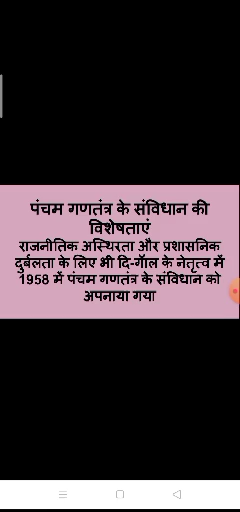 पंचम गणतंत्र के संविधान की
विशेषताएं
राजनीतिक अस्थिरता और प्रशासनिक
दुर्बलता के लिए भी दि-गॉल के नेतृत्व में
1958 में पंचम गणतंत्र के संविधान को
अपनाया गया